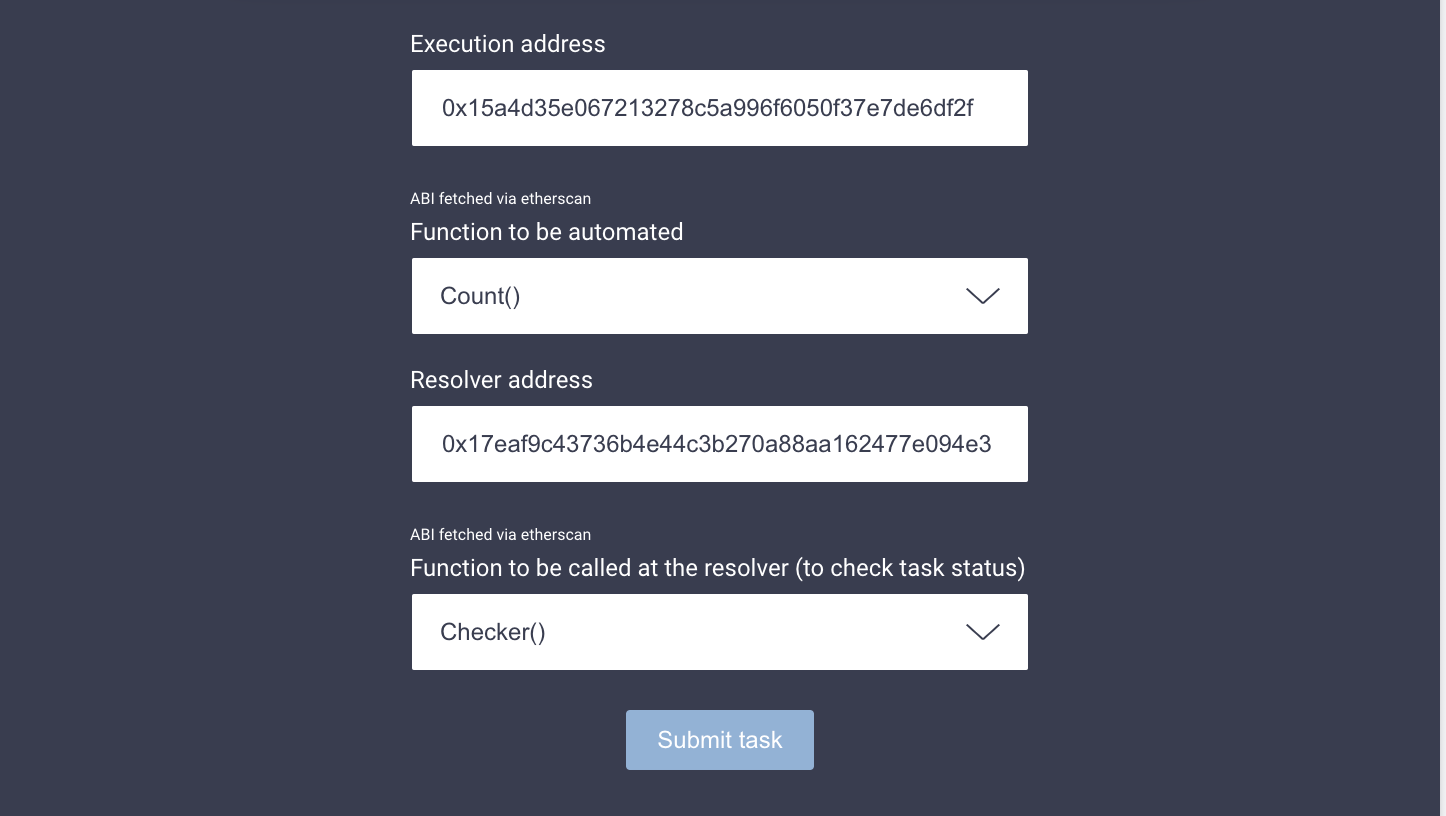 Execution address
0x15a4d35e067213278c5a996f6050f37e7de6df2f
ABI fetched via etherscan
Function to be automated
Count()
Resolver address
0x17eaf9c43736b4e44c3b270a88aa162477e094e3
ABI fetched via etherscan
Function to be called at the resolver (to check task status)
Checker()
Submit task